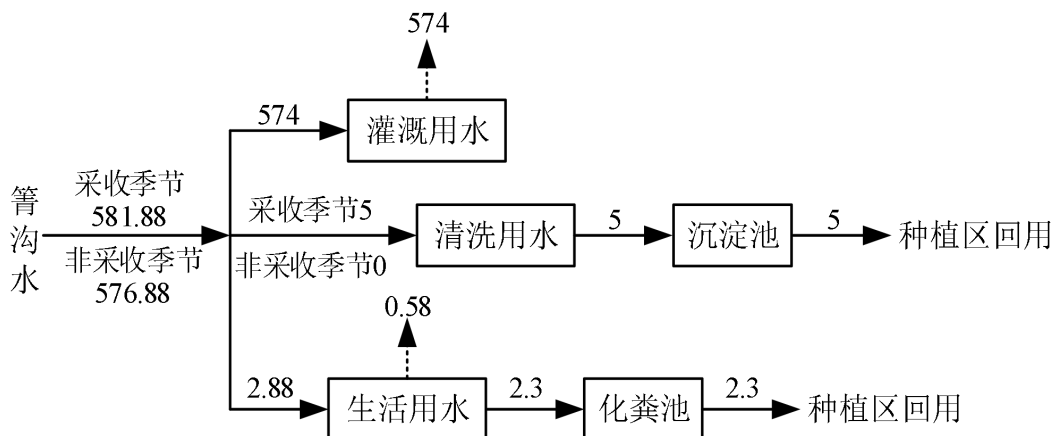 574
574
灌溉用水
箐沟水
采收季节
581.88
非采收季节
576.88
采收季节5
非采收季节0
清洗用水
5
沉淀池
5
种植区回用
0.58
2.88
生活用水
2.3
化粪池
2.3
种植区回用